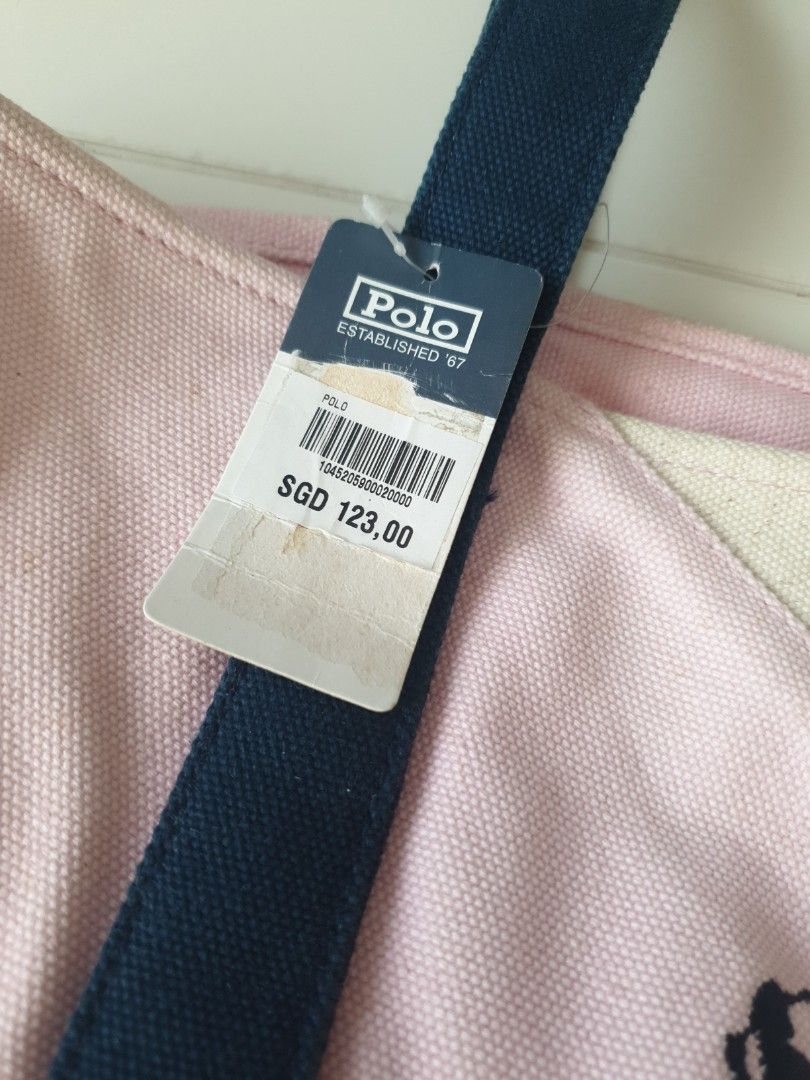 Polo
ESTABLISHED '67
POLO
1045205900020000
SGD 123,00